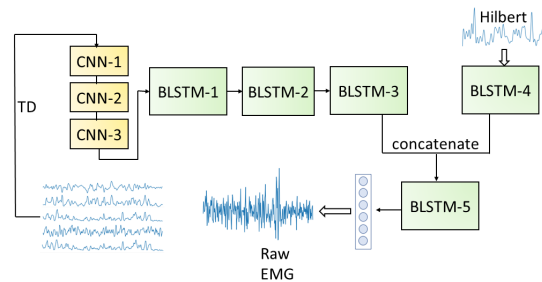 Hilbert
CNN-1
TD
CNN-2
CNN-3
BLSTM-1
BLSTM-2
BLSTM-3
BLSTM-4
concatenate
BLSTM-5
Raw
EMG